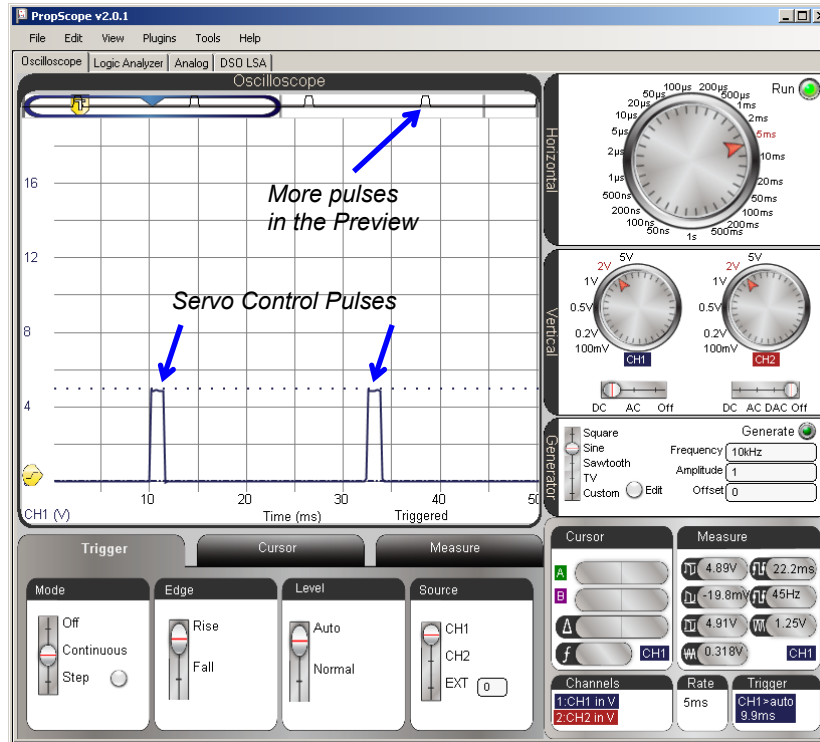 PropScope v2.0.1
File Edit View Plugins Tools Help
Oscilloscope Logic Analyzer Analog DSO LSA
Oscilloscope
More pulses
in the Preview
Servo Control Pulses
16
12
8
4
10 20 30 40 50
CH1 (V) Time (ms) Triggered
Horizontal
Run
50ns
100ns
200ns
500ns
1µs
2µs
5µs
10µs
20µs
50µs
100µs
200µs
500µs
1ms
2ms
5ms
10ms
20ms
50ms
100ms
200ms
500ms
1s
Vertical
5V
2V
1V
0.5V
0.2V
100mV
CH1
DC AC Off
5V
2V
1V
0.5V
0.2V
100mV
CH2
DC AC DAC Off
Generator
Square
Sine
Sawtooth
TV
Custom Edit
Generate
Frequency 10kHz
Amplitude 1
Offset 0
Trigger Cursor Measure
Mode
Off
Continuous
Step
Edge
Rise
Fall
Level
Auto
Normal
Source
CH1
CH2
EXT 0
Cursor
A
B
Δ
f CH1
Measure
4.89V 22.2ms
-19.8mV 45Hz
4.91V 1.25V
0.318V CH1
Channels
1:CH1 in V
2:CH2 in V
Rate
5ms
Trigger
CH1>auto
9.9ms